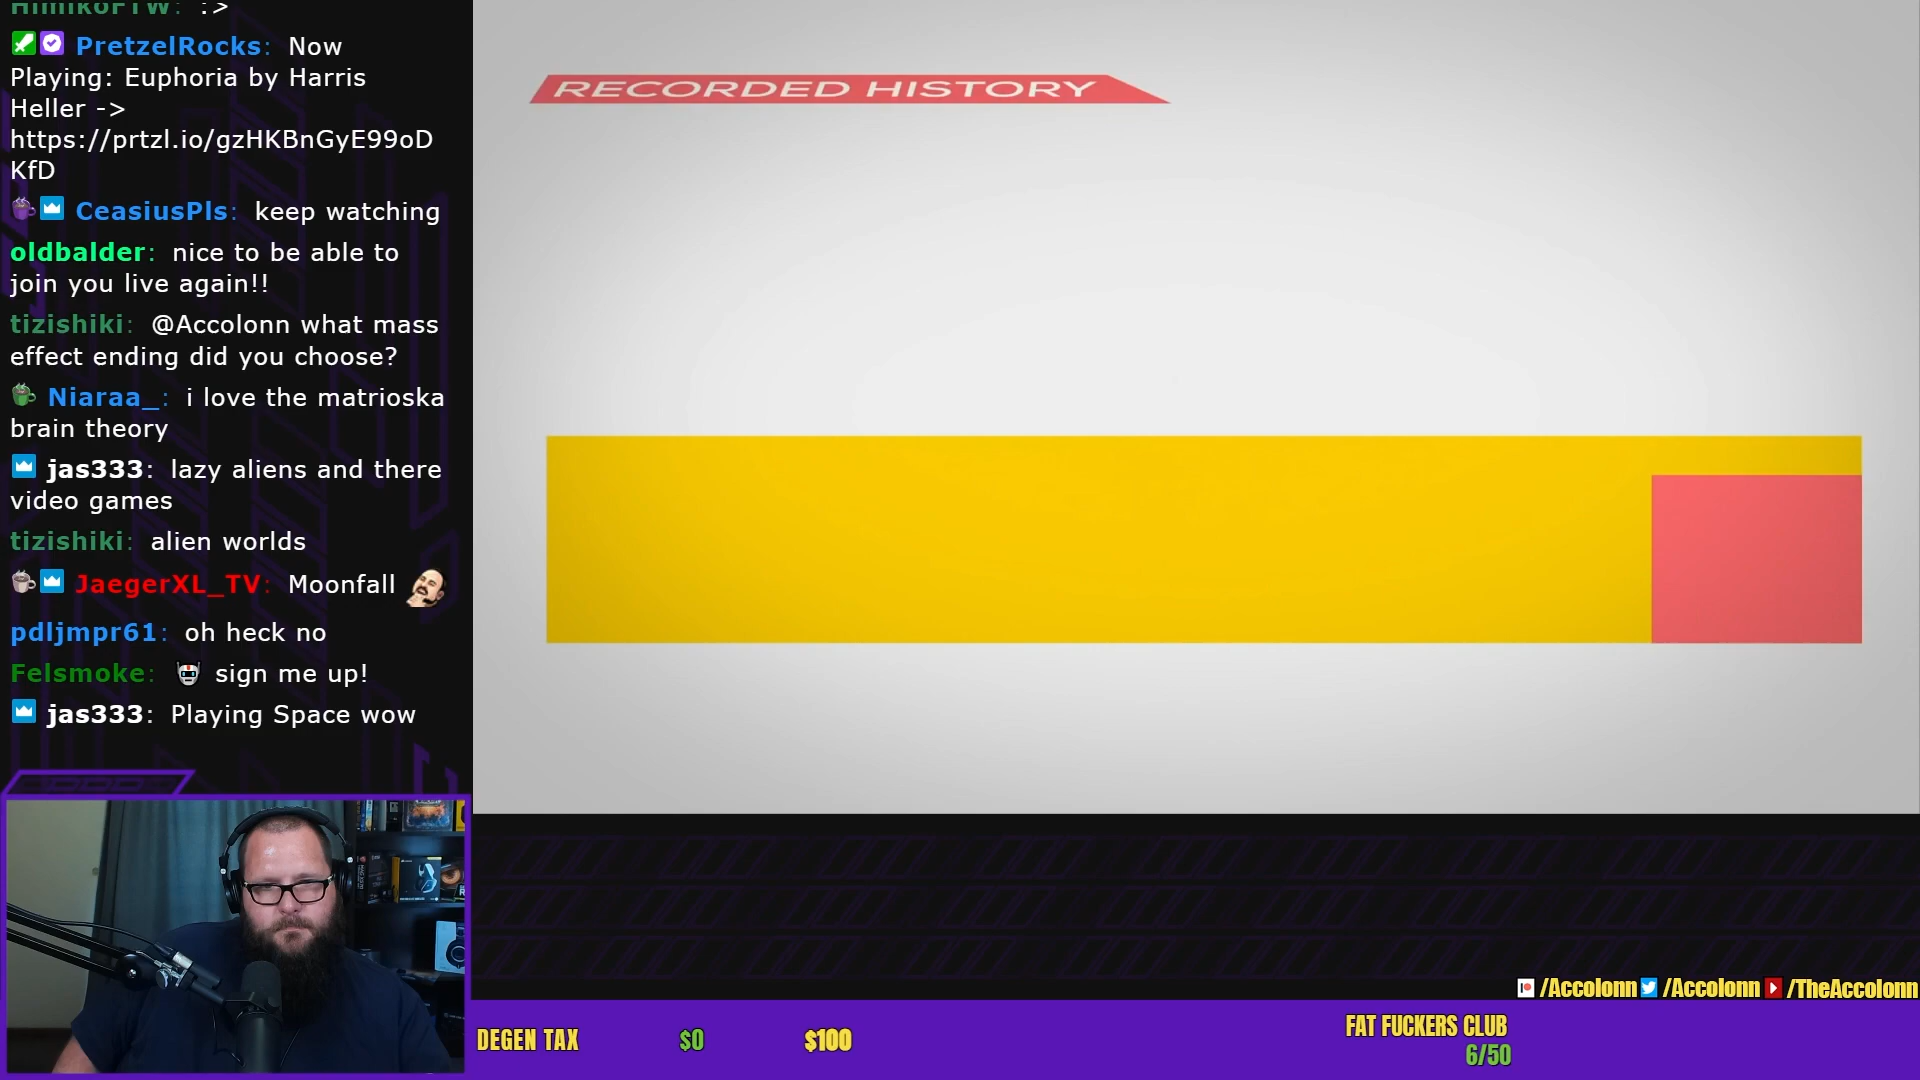 HimikoFTW: :>
PretzelRocks: Now
Playing: Euphoria by Harris
Heller ->
https://prtzl.io/gzHKBnGyE99oD
KfD
CeasiusPls: keep watching
oldbalder: nice to be able to
join you live again!!
tizishiki: @Accolonn what mass
effect ending did you choose?
Niaraa_: i love the matrioska
brain theory
jas333: lazy aliens and there
video games
tizishiki: alien worlds
JaegerXL_TV: Moonfall
pdljmpr61: oh heck no
Felsmoke: sign me up!
jas333: Playing Space wow
RECORDED HISTORY
/Accolonn /Accolonn /TheAccolonn
DEGEN TAX $0 $100
FAT FUCKERS CLUB
6/50